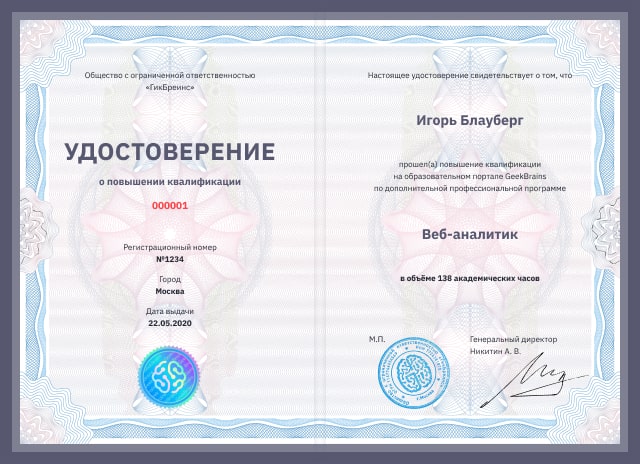 Общество с ограниченной ответственностью
«ГикБреинс»
УДОСТОВЕРЕНИЕ
о повышении квалификации
000001
Регистрационный номер
№1234
Город
Москва
Дата выдачи
22.05.2020
Настоящее удостоверение свидетельствует о том, что
Игорь Блауберг
прошел(а) повышение квалификации
на образовательном портале GeekBrains
по дополнительной профессиональной программе
Веб-аналитик
в объёме 138 академических часов
М.П.
Генеральный директор
Никитин А. В.